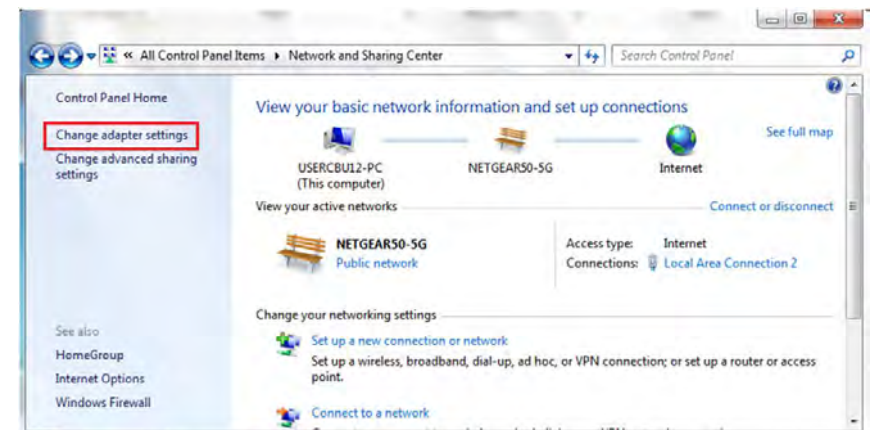 « All Control Panel Items ▸ Network and Sharing Center
Search Control Panel
Control Panel Home
Change adapter settings
Change advanced sharing
settings
See also
HomeGroup
Internet Options
Windows Firewall
View your basic network information and set up connections
See full map
USERCBU12-PC
(This computer)
NETGEAR50-5G
Internet
View your active networks
Connect or disconnect
NETGEAR50-5G
Public network
Access type: Internet
Connections: Local Area Connection 2
Change your networking settings
Set up a new connection or network
Set up a wireless, broadband, dial-up, ad hoc, or VPN connection; or set up a router or access
point.
Connect to a network